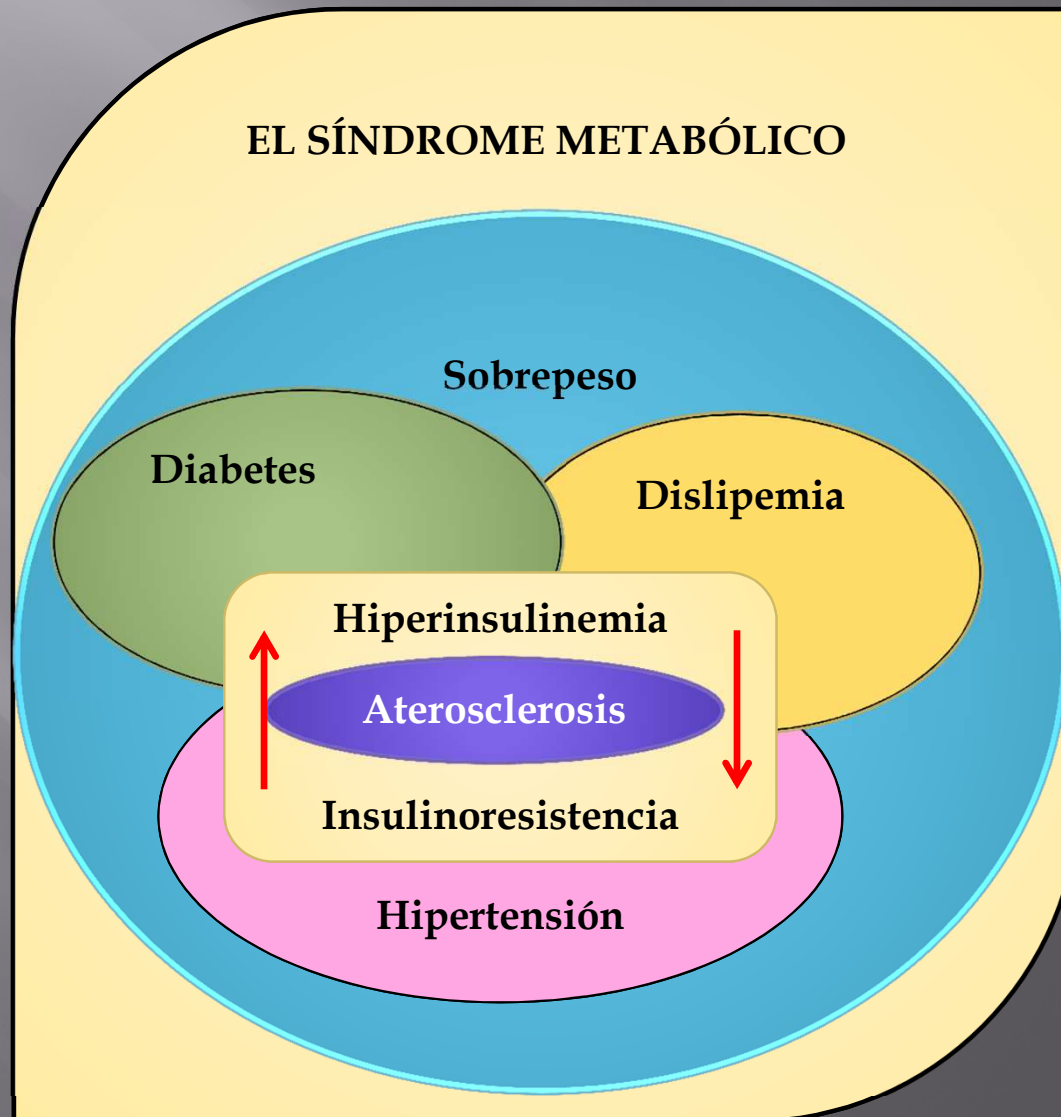 EL SÍNDROME METABÓLICO
Sobrepeso
Diabetes
Dislipemia
Hiperinsulinemia
Aterosclerosis
Insulinoresistencia
Hipertensión